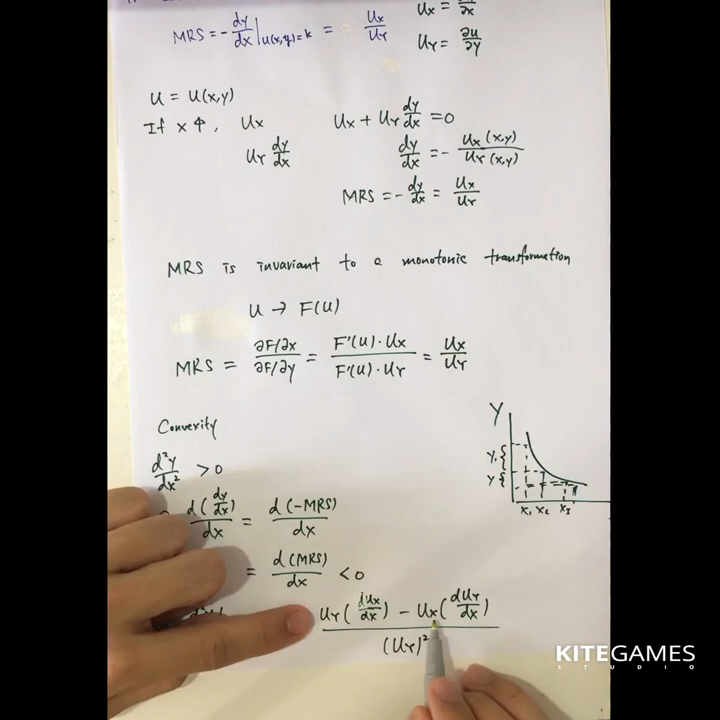 Ux = ∂u/∂x
MRS = - dy/dx |u(x,y)=k = Ux/Uy
Uy = ∂u/∂y
U = U(x,y)
If x ↑, Ux Ux + Uy dy/dx = 0
Uy dy/dx dy/dx = - Ux(x,y)/Uy(x,y)
MRS = - dy/dx = Ux/Uy
MRS is invariant to a monotonic transformation
U → F(U)
MRS = ∂F/∂x / ∂F/∂y = F'(U)·Ux / F'(U)·Uy = Ux/Uy
Converity
Y
d²y/dx² > 0
Y₁
Y
x₁ x₂ x₃
d(dy/dx)/dx = d(-MRS)/dx
= d(MRS)/dx < 0
Uy(dUx/dx) - Ux(dUy/dx)
(Uy)²
KITEGAMES
STUDIO